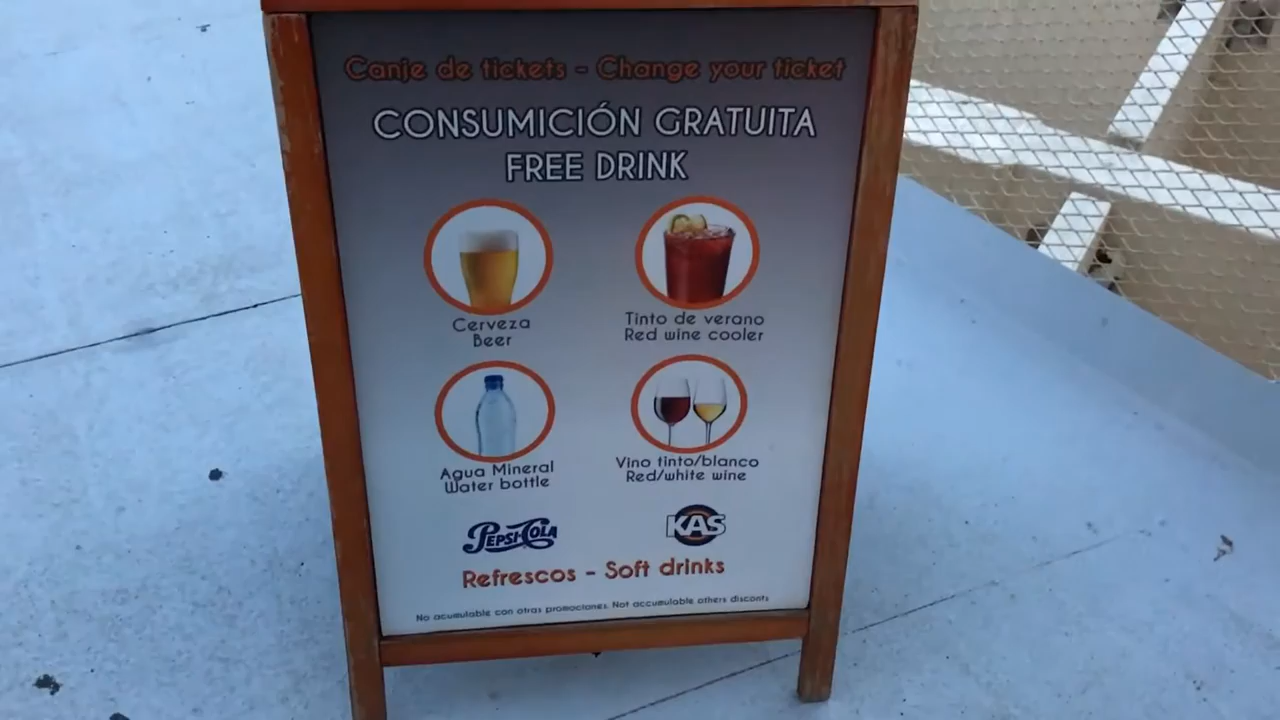 Canje de tickets - Change your ticket
CONSUMICIÓN GRATUITA
FREE DRINK
Cerveza
Beer
Tinto de verano
Red wine cooler
Agua Mineral
Water bottle
Vino tinto/blanco
Red/white wine
PEPSI-COLA
KAS
Refrescos - Soft drinks
No acumulable con otras promociones. Not accumulable others disconts